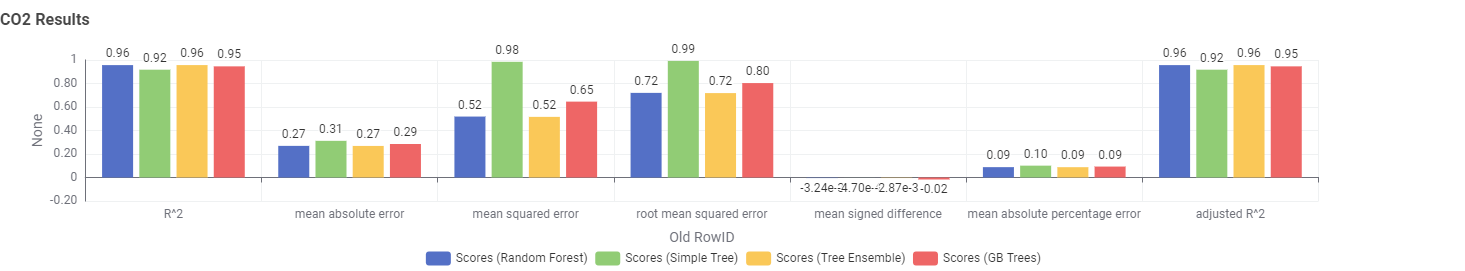 CO2 Results
0.96 0.92 0.96 0.95
0.27 0.31 0.27 0.29
0.52 0.98 0.52 0.65
0.72 0.99 0.72 0.80
-0.02
0.09 0.10 0.09 0.09
0.96 0.92 0.96 0.95
1
0.80
0.60
0.40
0.20
0
-0.20
None
R^2 mean absolute error mean squared error root mean squared error mean signed difference mean absolute percentage error adjusted R^2
Old RowID
Scores (Random Forest) Scores (Simple Tree) Scores (Tree Ensemble) Scores (GB Trees)